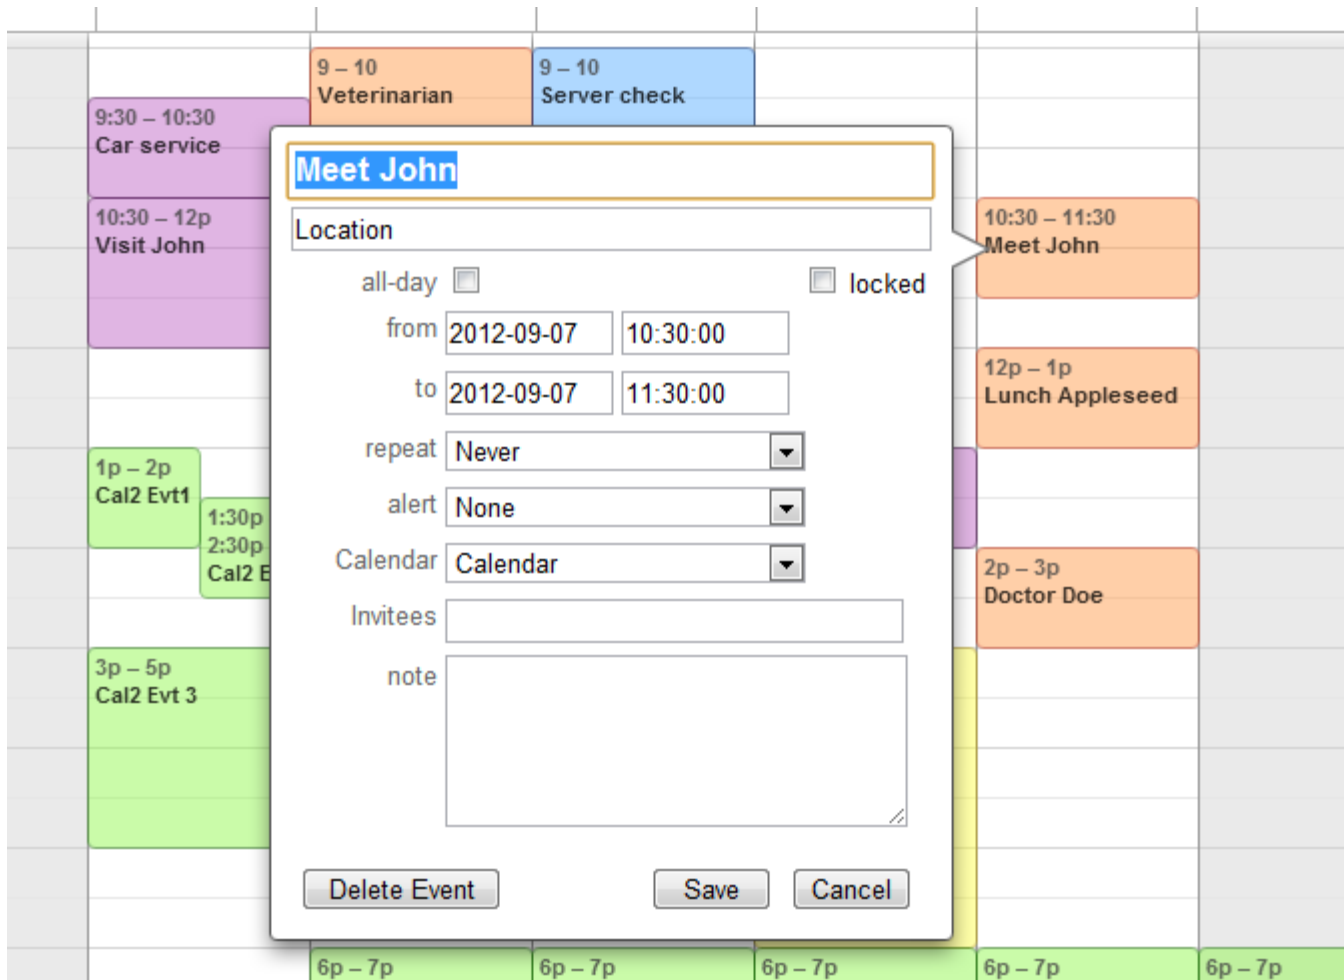 9 – 10
Veterinarian
9 – 10
Server check
9:30 – 10:30
Car service
10:30 – 12p
Visit John
1p – 2p
Cal2 Evt1
1:30p
2:30p
Cal2 E
3p – 5p
Cal2 Evt 3
Meet John
Location
all-day
locked
from 2012-09-07 10:30:00
to 2012-09-07 11:30:00
repeat Never
alert None
Calendar Calendar
Invitees
note
Delete Event Save Cancel
10:30 – 11:30
Meet John
12p – 1p
Lunch Appleseed
2p – 3p
Doctor Doe
6p – 7p
6p – 7p
6p – 7p
6p – 7p
6p – 7p